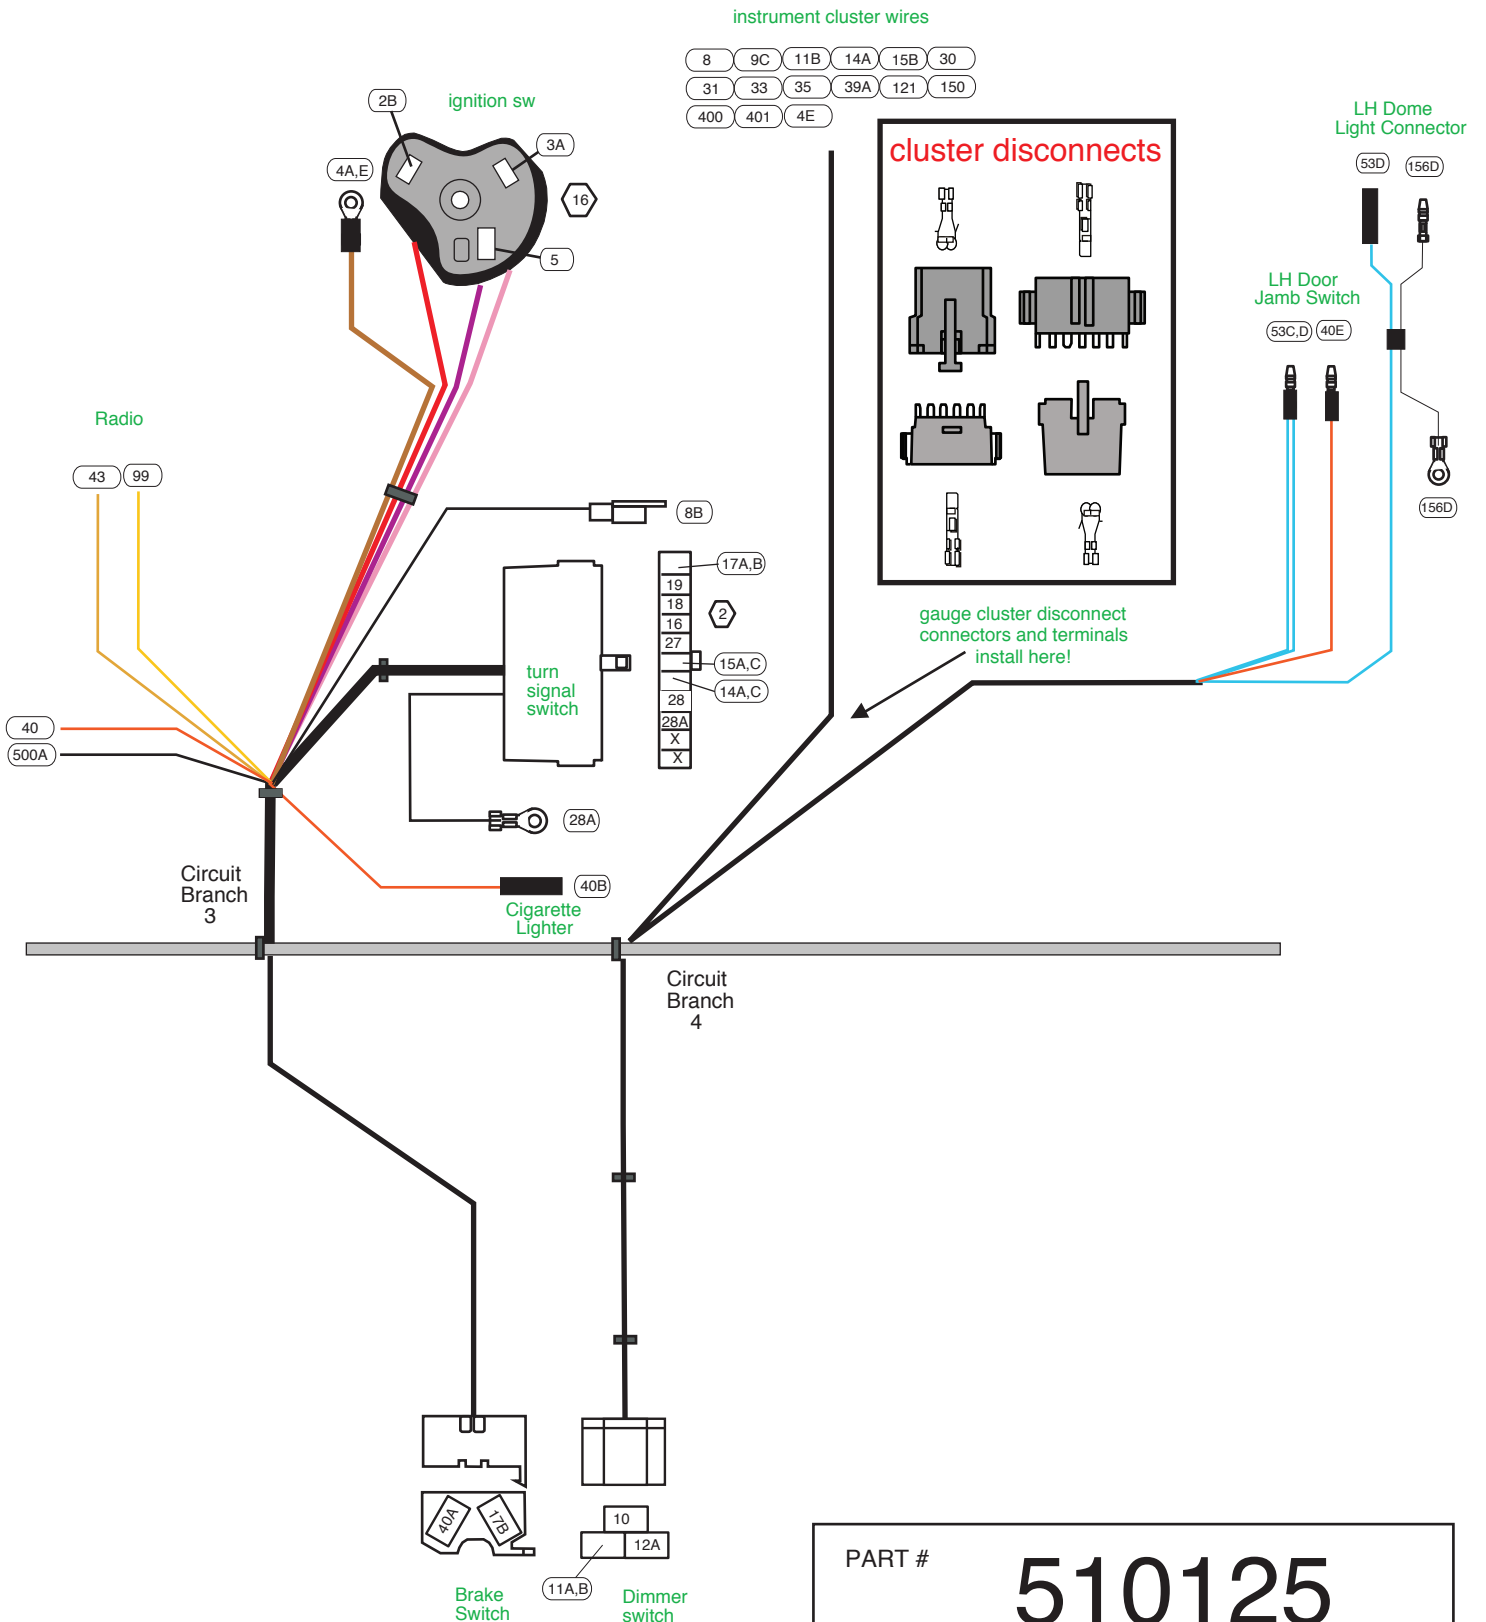 instrument cluster wires
8 9C 11B 14A 15B 30
31 33 35 39A 121 150
400 401 4E
2B
ignition sw
3A
4A,E
16
5
cluster disconnects
LH Dome
Light Connector
53D 156D
LH Door
Jamb Switch
53C,D 40E
156D
Radio
43 99
8B
17A,B
19
18
2
16
27
15A,C
14A,C
28
28A
X
X
turn
signal
switch
gauge cluster disconnect
connectors and terminals
install here!
40
500A
28A
40B
Cigarette
Lighter
Circuit
Branch
3
Circuit
Branch
4
40A 17B
10
12A
11A,B
Brake
Switch
Dimmer
switch
PART # 510125